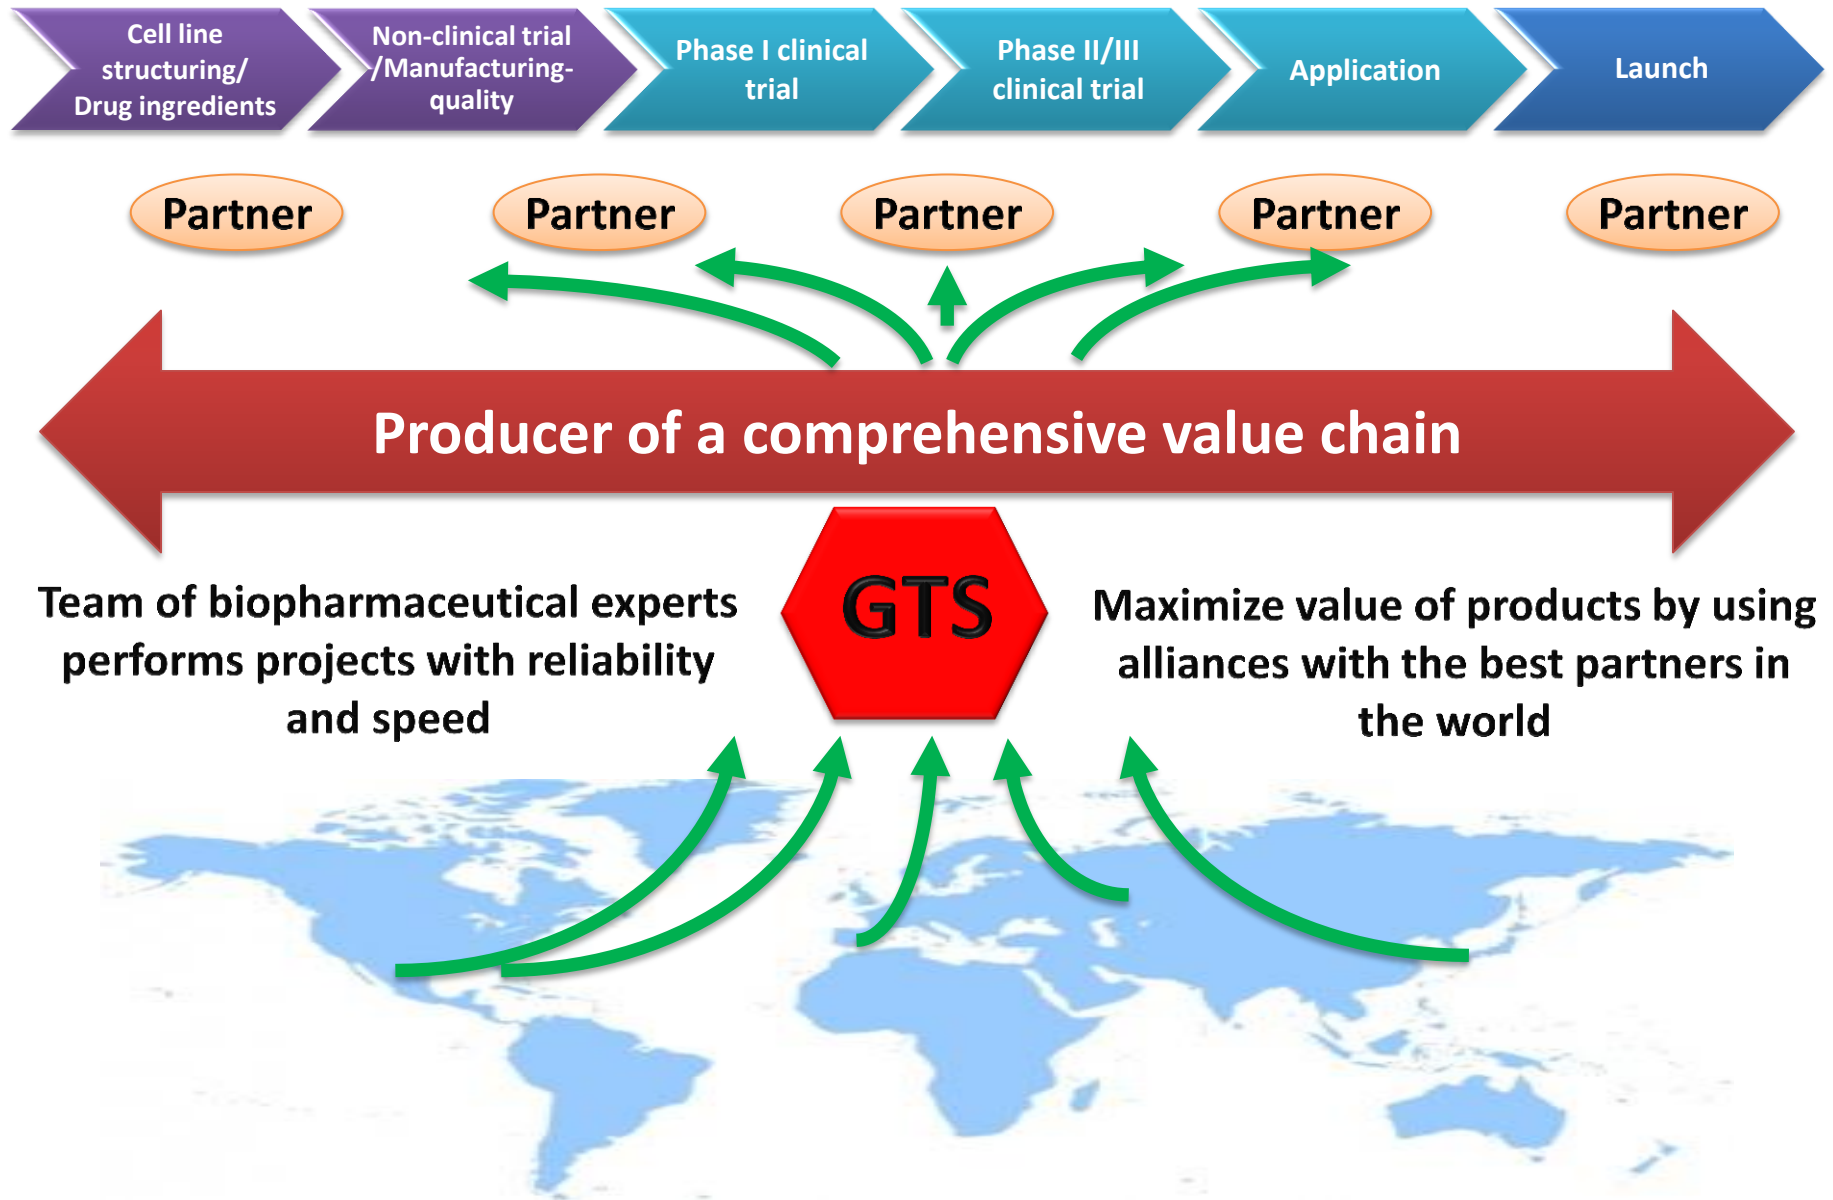 Cell line
structuring/
Drug ingredients
Non-clinical trial
/Manufacturing-
quality
Phase I clinical
trial
Phase II/III
clinical trial
Application
Launch
Partner
Partner
Partner
Partner
Partner
Producer of a comprehensive value chain
Team of biopharmaceutical experts
performs projects with reliability
and speed
GTS
Maximize value of products by using
alliances with the best partners in
the world